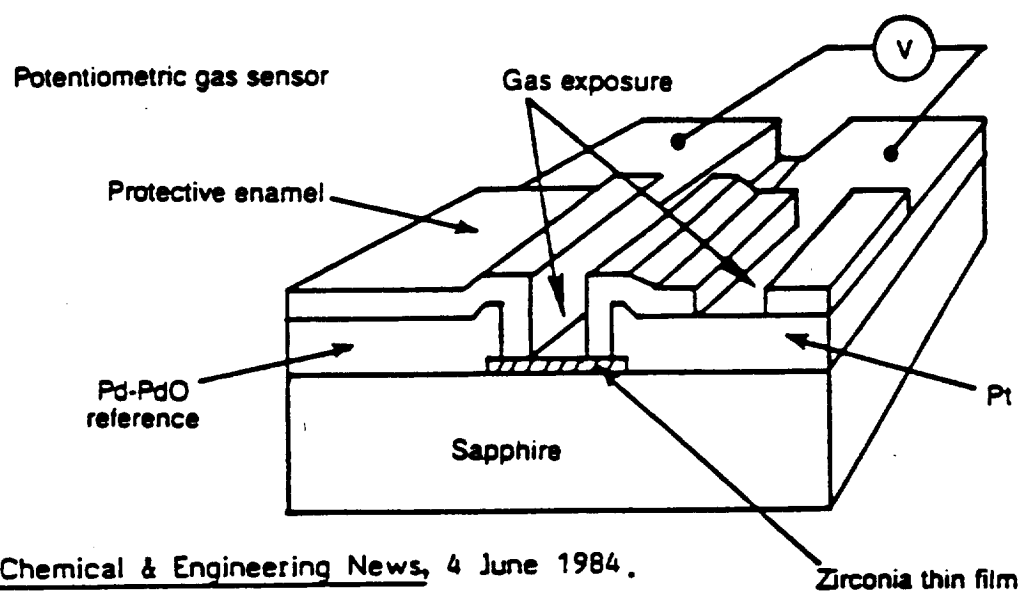 V
Potentiometric gas sensor
Gas exposure
Protective enamel
Pd-PdO
reference
Pt
Sapphire
Chemical & Engineering News, 4 June 1984.
Zirconia thin film